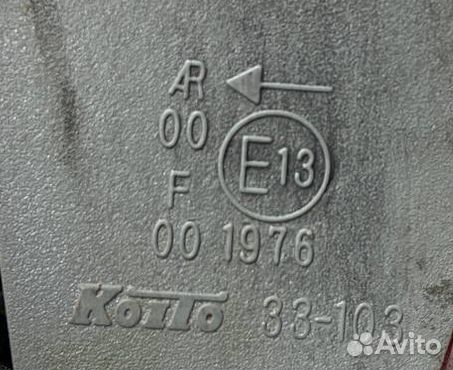 AR ←
00
E13
F
00 1976
KOITO 33-103
Avito